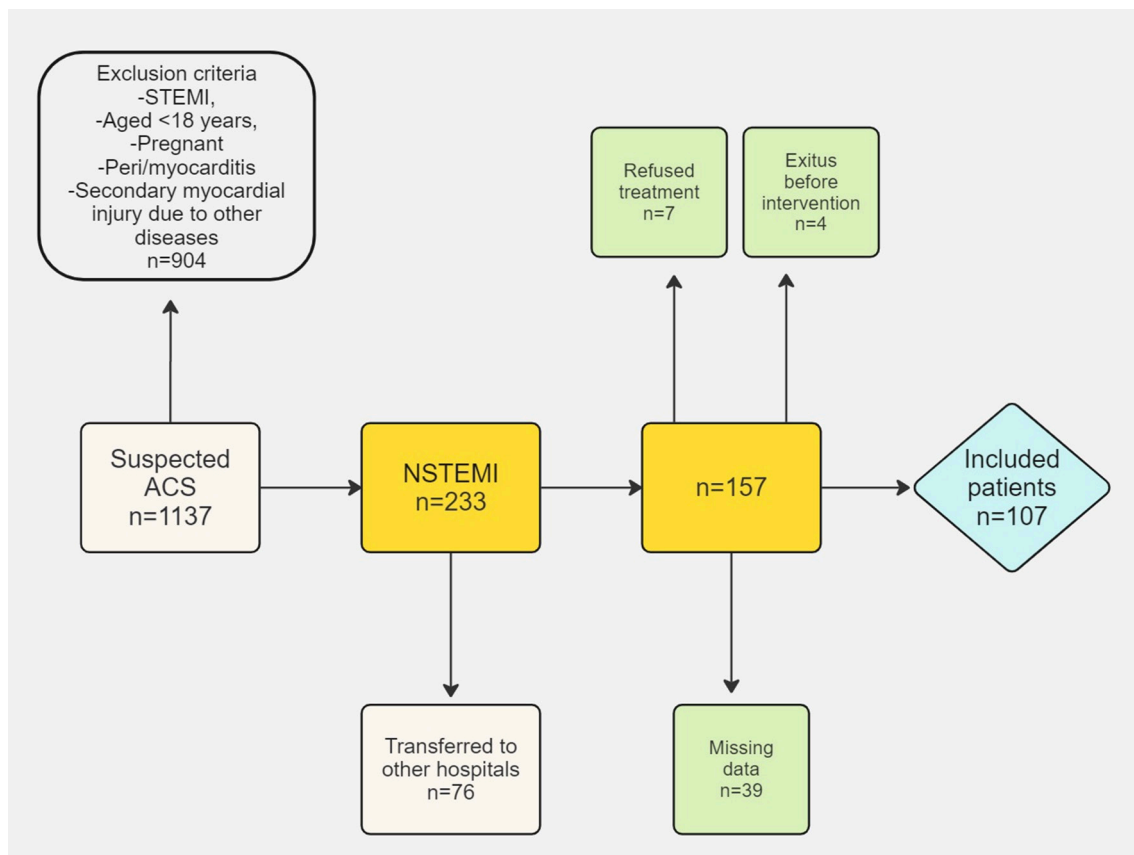 Exclusion criteria
-STEMI,
-Aged <18 years,
-Pregnant
-Peri/myocarditis
-Secondary myocardial
injury due to other
diseases
n=904
Refused
treatment
n=7
Exitus
before
intervention
n=4
Suspected
ACS
n=1137
NSTEMI
n=233
n=157
Included
patients
n=107
Transferred to
other hospitals
n=76
Missing
data
n=39